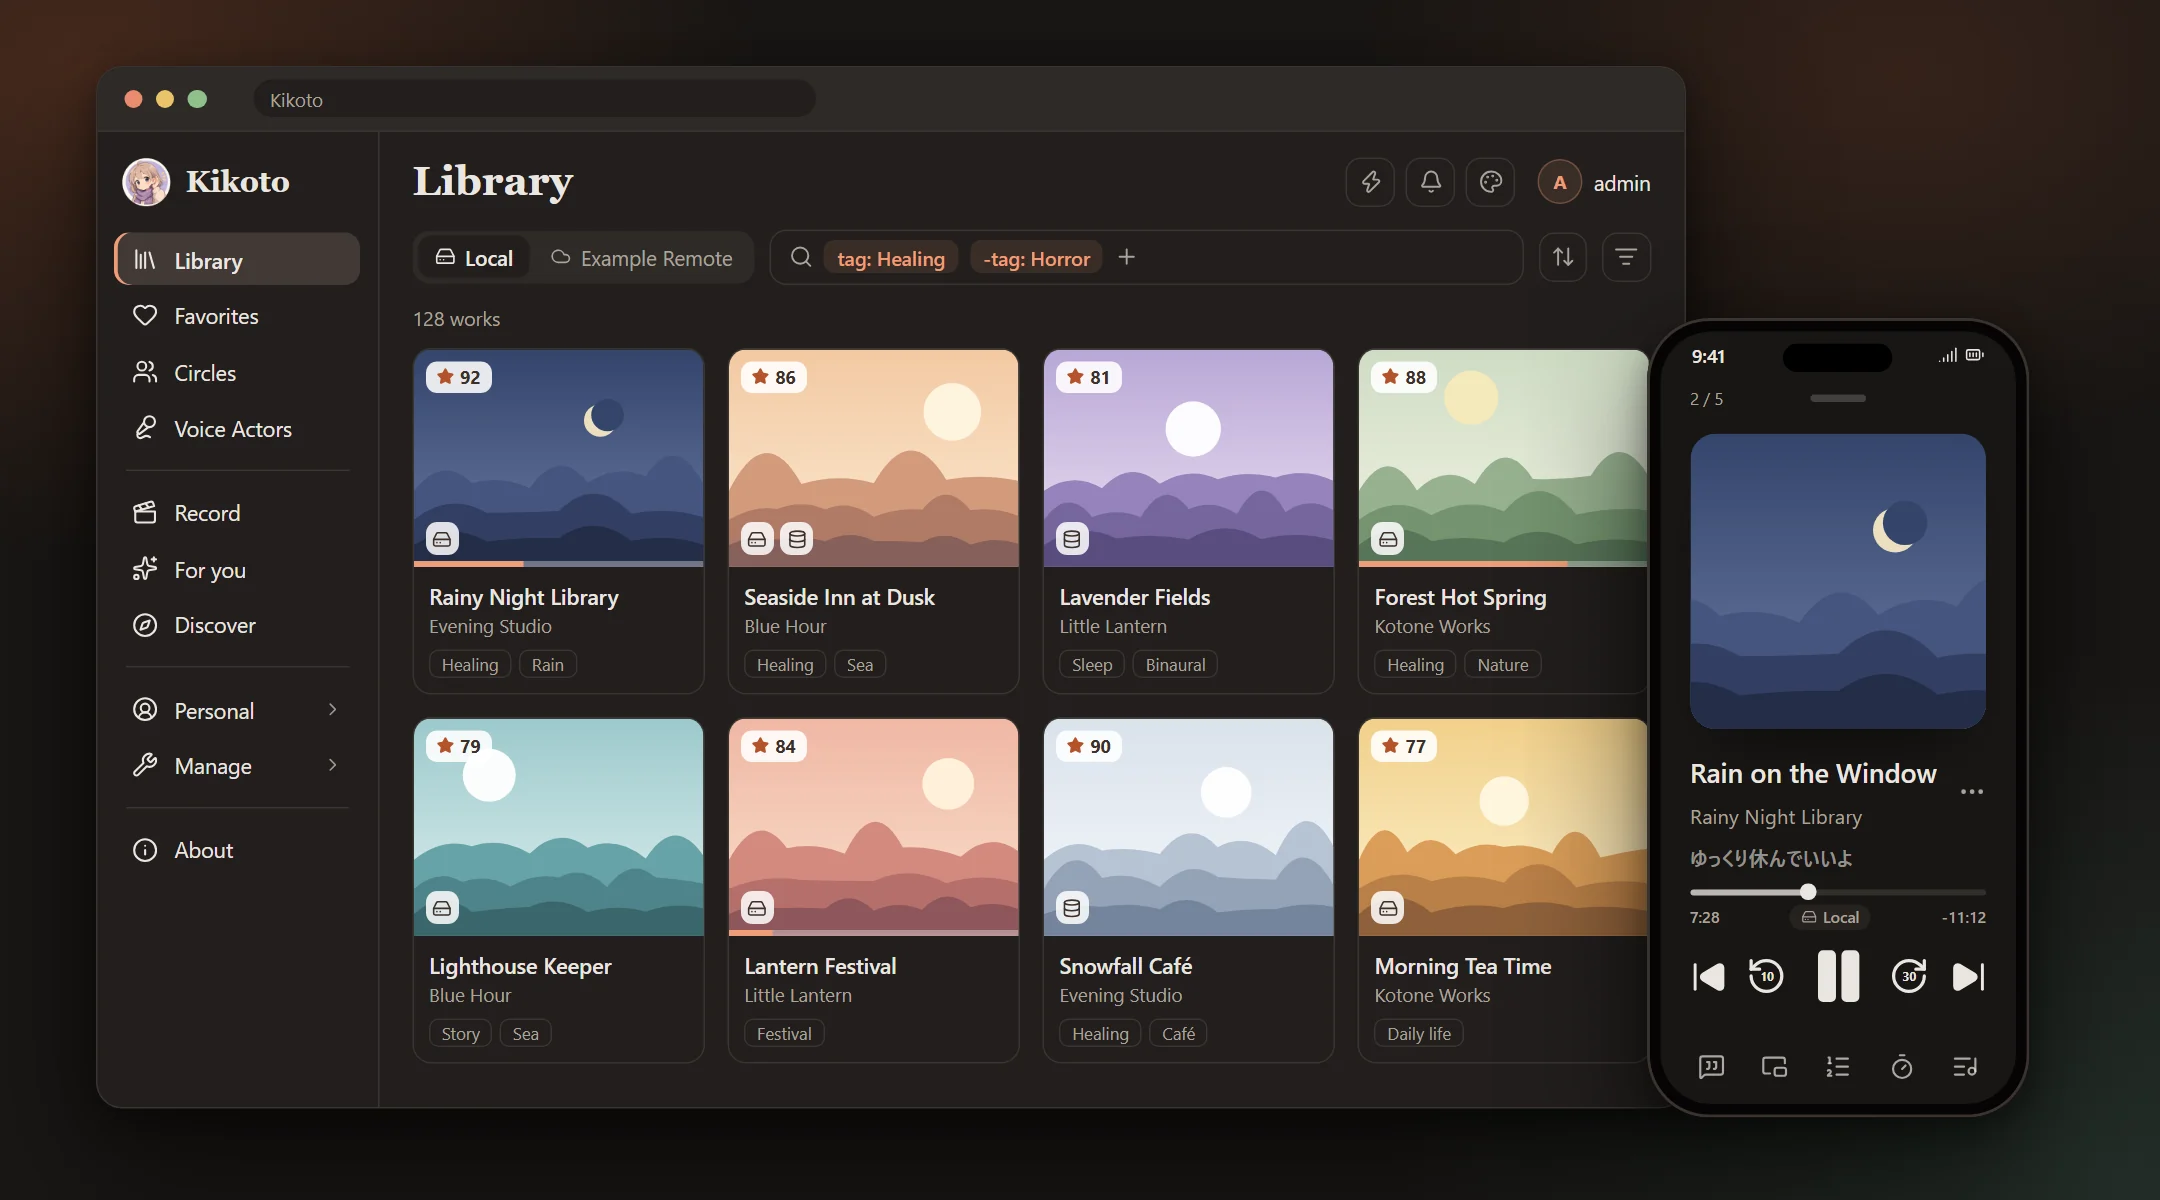 Kikoto
Kikoto
Library
Favorites
Circles
Voice Actors
Record
For you
Discover
Personal
Manage
About
Library
A admin
Local Example Remote tag: Healing -tag: Horror
128 works
92
Rainy Night Library
Evening Studio
Healing Rain
86
Seaside Inn at Dusk
Blue Hour
Healing Sea
81
Lavender Fields
Little Lantern
Sleep Binaural
88
Forest Hot Spring
Kotone Works
Healing Nature
79
Lighthouse Keeper
Blue Hour
Story Sea
84
Lantern Festival
Little Lantern
Festival
90
Snowfall Café
Evening Studio
Healing Café
77
Morning Tea Time
Kotone Works
Daily life
9:41
2 / 5
Rain on the Window
Rainy Night Library
ゆっくり休んでいいよ
7:28 Local -11:12
10 30